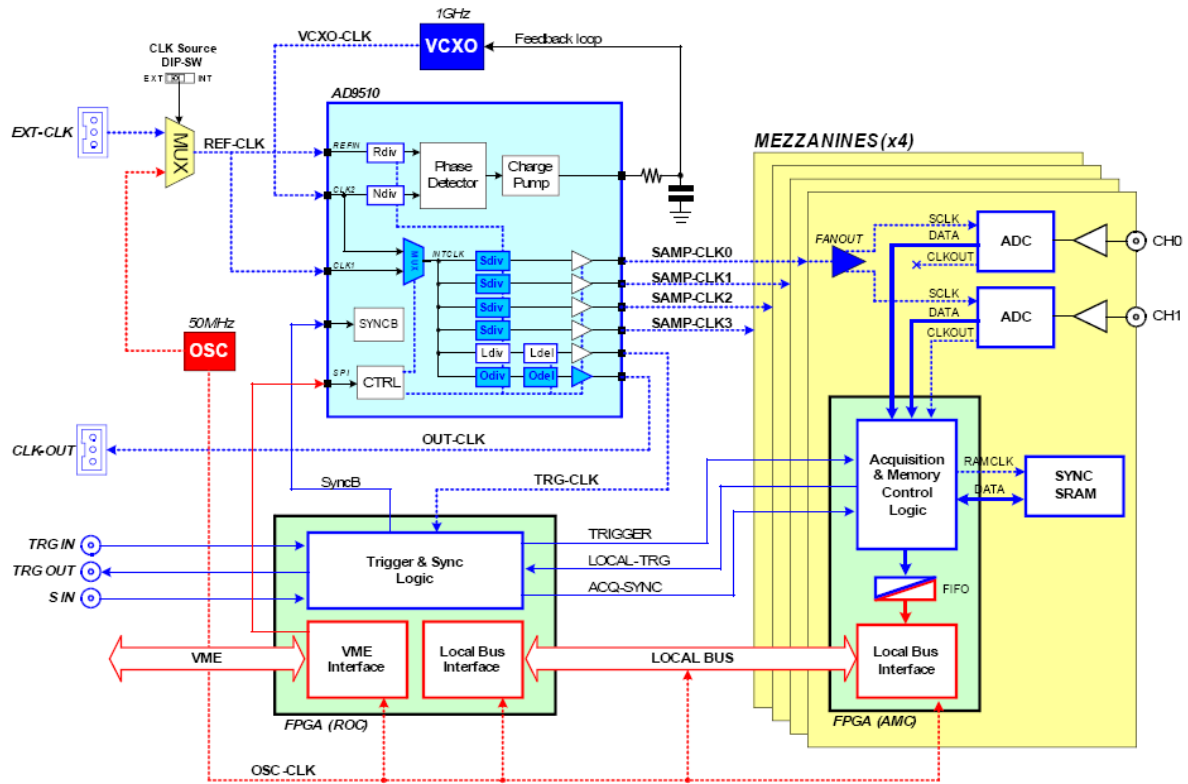 1GHz
VCXO-CLK
VCXO
Feedback loop
CLK Source
DIP-SW
EXT
INT
AD9510
EXT-CLK
MUX
REF-CLK
REFIN
Rdiv
Phase
Detector
Charge
Pump
CLK2
Ndiv
MEZZANINES (x4)
MUX
INTCLK
CLK1
Sdiv
Sdiv
Sdiv
Sdiv
Ldiv
Ldel
Odiv
Odel
SYNCB
SPI
CTRL
SAMP-CLK0
SAMP-CLK1
SAMP-CLK2
SAMP-CLK3
FANOUT
SCLK
DATA
CLKOUT
ADC
CH0
SCLK
DATA
CLKOUT
ADC
CH1
50MHz
OSC
CLK-OUT
OUT-CLK
SyncB
TRG-CLK
Acquisition
& Memory
Control
Logic
RAMCLK
DATA
SYNC
SRAM
TRG IN
TRG OUT
S IN
Trigger & Sync
Logic
TRIGGER
LOCAL-TRG
ACQ-SYNC
FIFO
VME
VME
Interface
Local Bus
Interface
LOCAL BUS
Local Bus
Interface
FPGA (ROC)
FPGA (AMC)
OSC-CLK